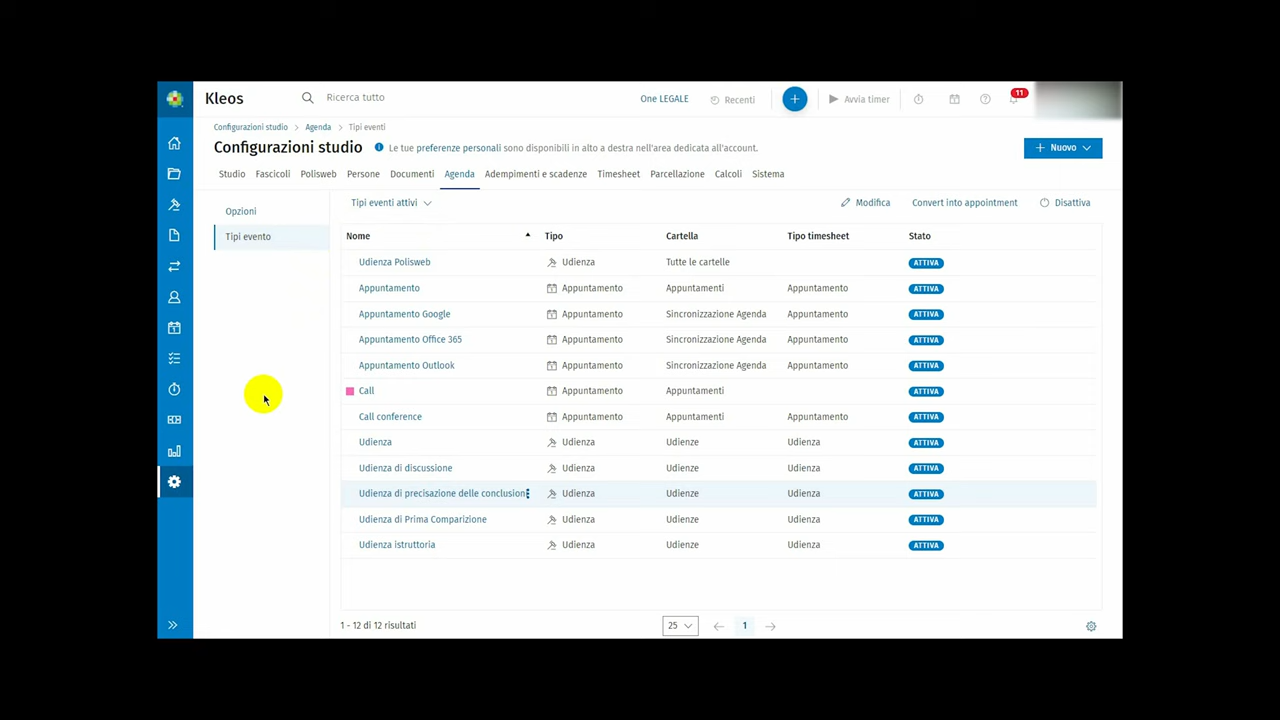 Kleos
Ricerca tutto
One LEGALE
Recenti
Avvia timer
11
Configurazioni studio > Agenda > Tipi eventi
Configurazioni studio
Le tue preferenze personali sono disponibili in alto a destra nell'area dedicata all'account.
Nuovo
Studio Fascicoli Polisweb Persone Documenti Agenda Adempimenti e scadenze Timesheet Parcellazione Calcoli Sistema
Opzioni
Tipi evento
Tipi eventi attivi
Modifica
Convert into appointment
Disattiva
Nome Tipo Cartella Tipo timesheet Stato
Udienza Polisweb Udienza Tutte le cartelle ATTIVA
Appuntamento Appuntamento Appuntamenti Appuntamento ATTIVA
Appuntamento Google Appuntamento Sincronizzazione Agenda Appuntamento ATTIVA
Appuntamento Office 365 Appuntamento Sincronizzazione Agenda Appuntamento ATTIVA
Appuntamento Outlook Appuntamento Sincronizzazione Agenda Appuntamento ATTIVA
Call Appuntamento Appuntamenti ATTIVA
Call conference Appuntamento Appuntamenti Appuntamento ATTIVA
Udienza Udienza Udienze Udienza ATTIVA
Udienza di discussione Udienza Udienze Udienza ATTIVA
Udienza di precisazione delle conclusion Udienza Udienze Udienza ATTIVA
Udienza di Prima Comparizione Udienza Udienze Udienza ATTIVA
Udienza istruttoria Udienza Udienze Udienza ATTIVA
1 - 12 di 12 risultati
25
1